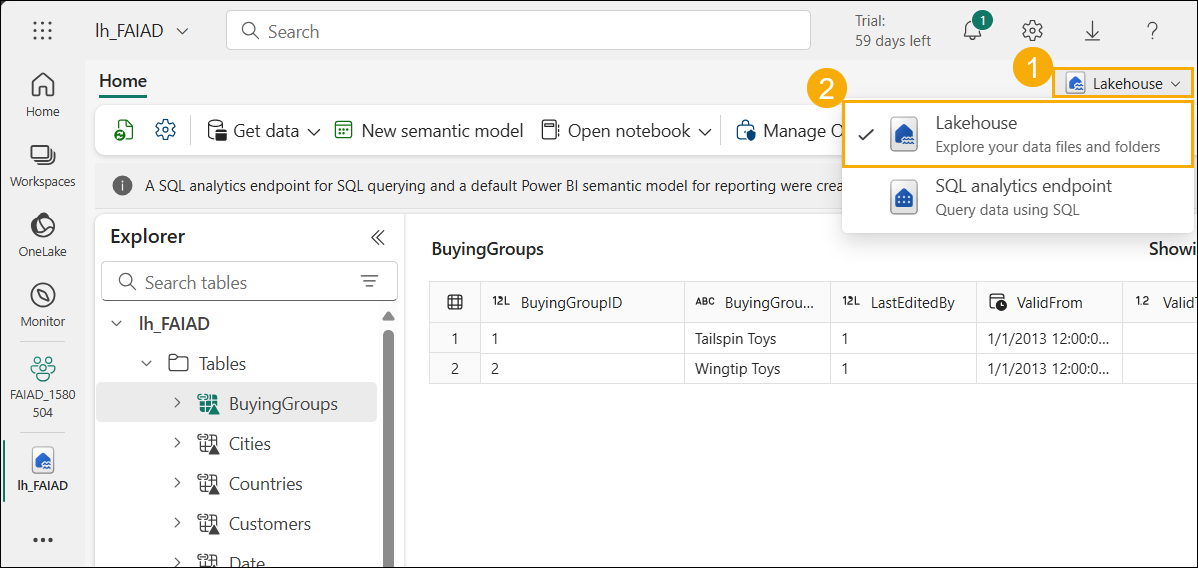 lh_FAIAD
Search
Trial:
59 days left
1
?
Home
1
Lakehouse
2
Get data
New semantic model
Open notebook
Manage O
Lakehouse
Explore your data files and folders
SQL analytics endpoint
Query data using SQL
A SQL analytics endpoint for SQL querying and a default Power BI semantic model for reporting were crea
Home
Workspaces
OneLake
Monitor
FAIAD_1580
504
lh_FAIAD
Explorer
Search tables
lh_FAIAD
Tables
BuyingGroups
Cities
Countries
Customers
Date
BuyingGroups
Showi
12L BuyingGroupID ABC BuyingGrou... 12L LastEditedBy ValidFrom 1.2 ValidT
1 1 Tailspin Toys 1 1/1/2013 12:00:0...
2 2 Wingtip Toys 1 1/1/2013 12:00:0...